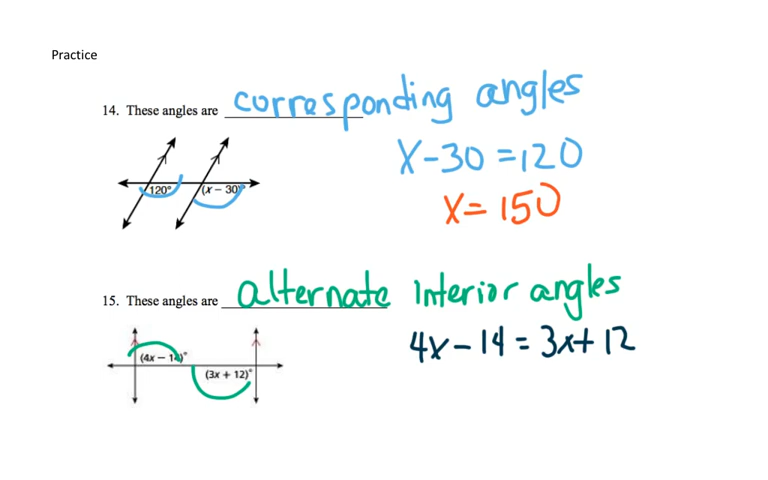 Practice
14. These angles are corresponding angles
x-30 =120
120° (x – 30)°
x= 150
15. These angles are alternate Interior angles
4x-14 = 3x+12
(4x – 14)°
(3x + 12)°